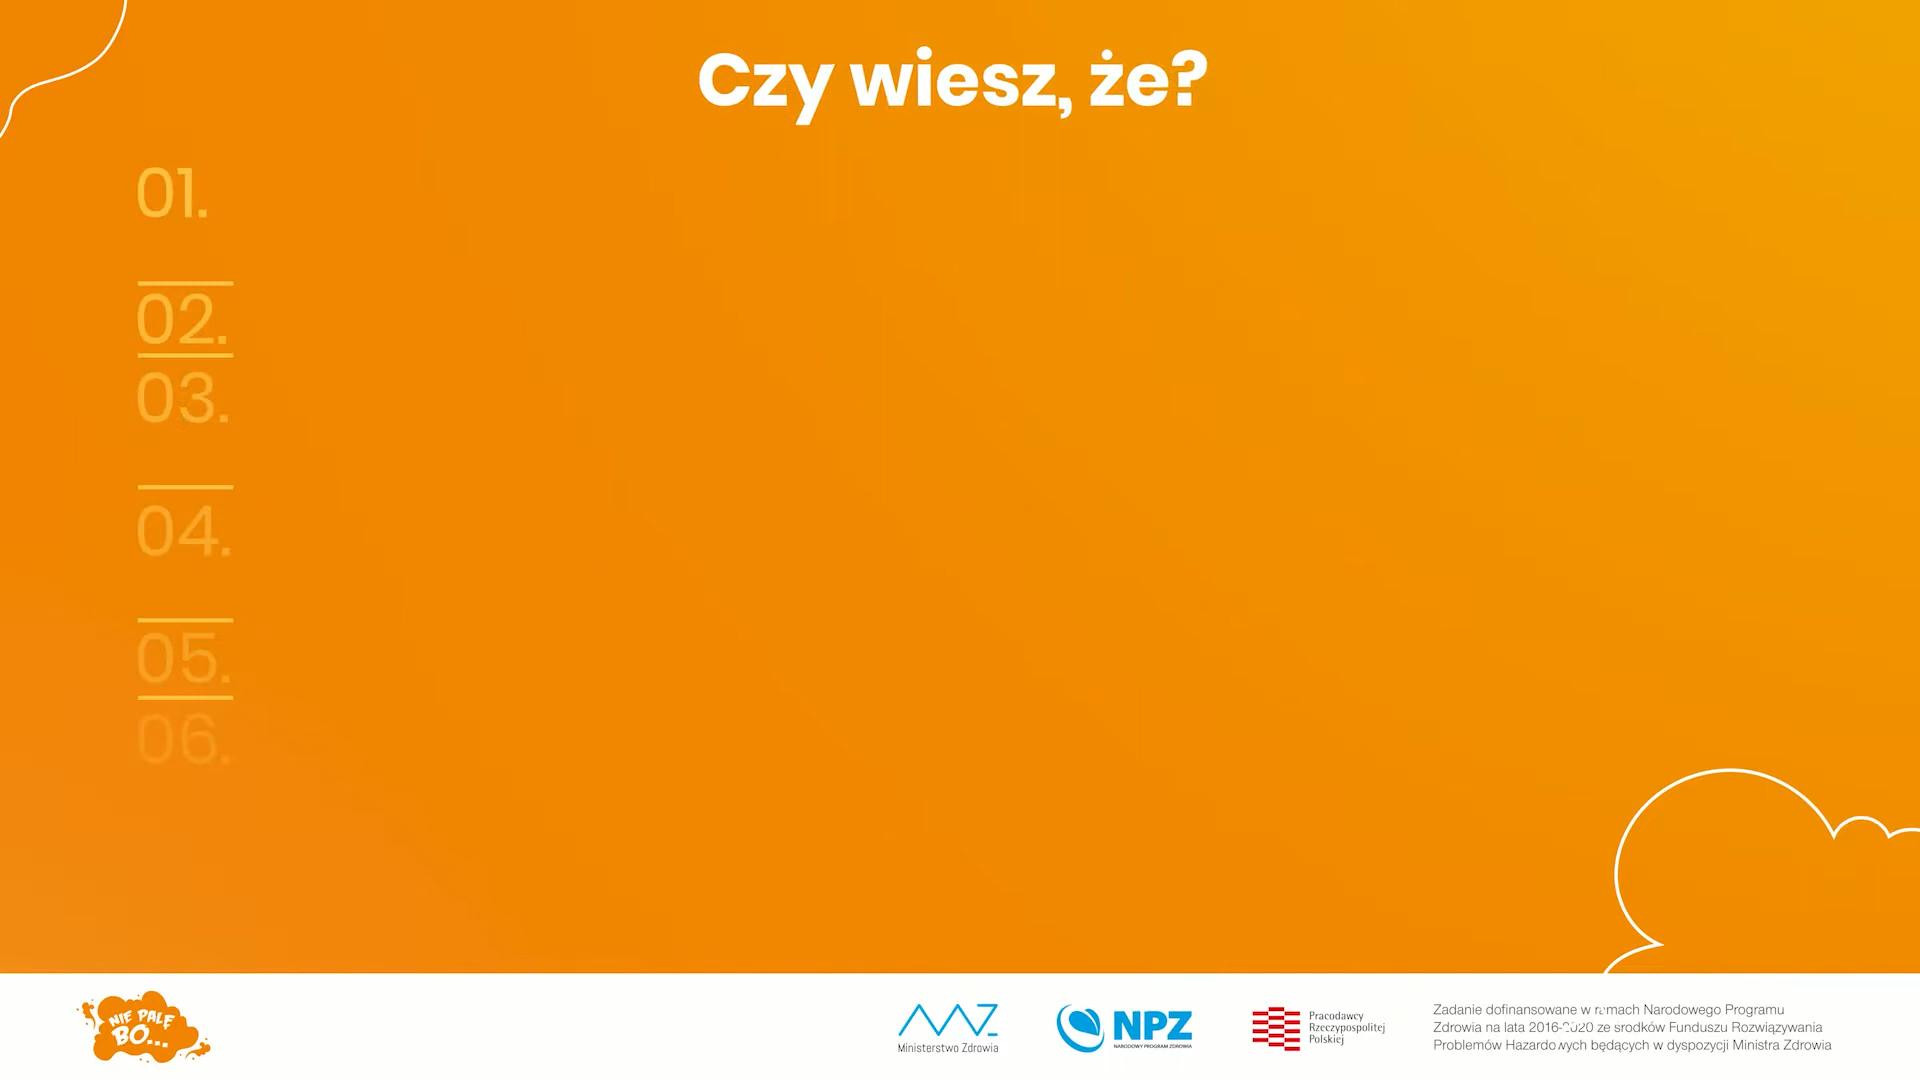 Czy wiesz, że?
01.
02.
03.
04.
05.
06.
NIE PALĘ
BO...
Ministerstwo Zdrowia
NPZ
NARODOWY PROGRAM ZDROWIA
Pracodawcy
Rzeczypospolitej
Polskiej
Zadanie dofinansowane w ramach Narodowego Programu
Zdrowia na lata 2016-2020 ze srodków Funduszu Rozwiązywania
Problemów Hazardowych będących w dyspozycji Ministra Zdrowia